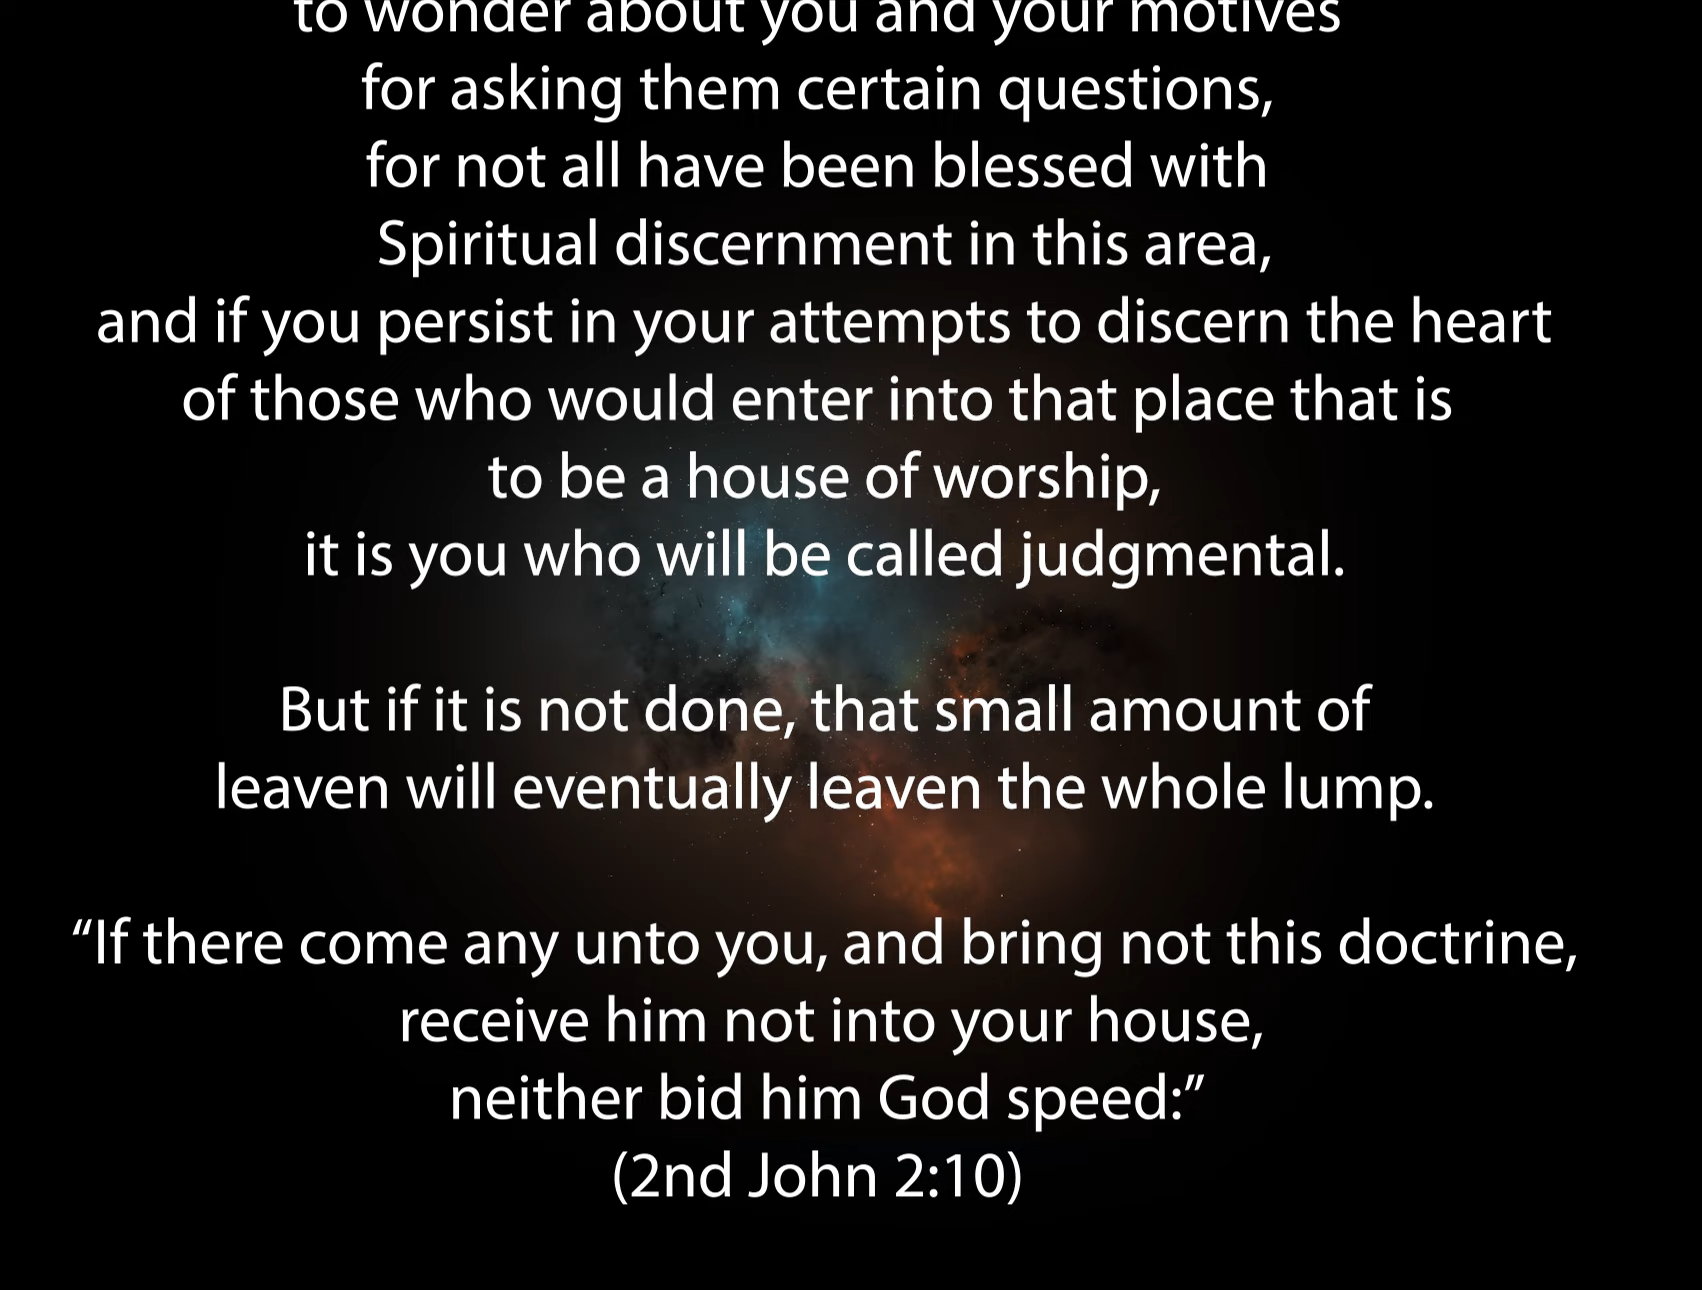 to wonder about you and your motives
for asking them certain questions,
for not all have been blessed with
Spiritual discernment in this area,
and if you persist in your attempts to discern the heart
of those who would enter into that place that is
to be a house of worship,
it is you who will be called judgmental.
But if it is not done, that small amount of
leaven will eventually leaven the whole lump.
“If there come any unto you, and bring not this doctrine,
receive him not into your house,
neither bid him God speed:”
(2nd John 2:10)